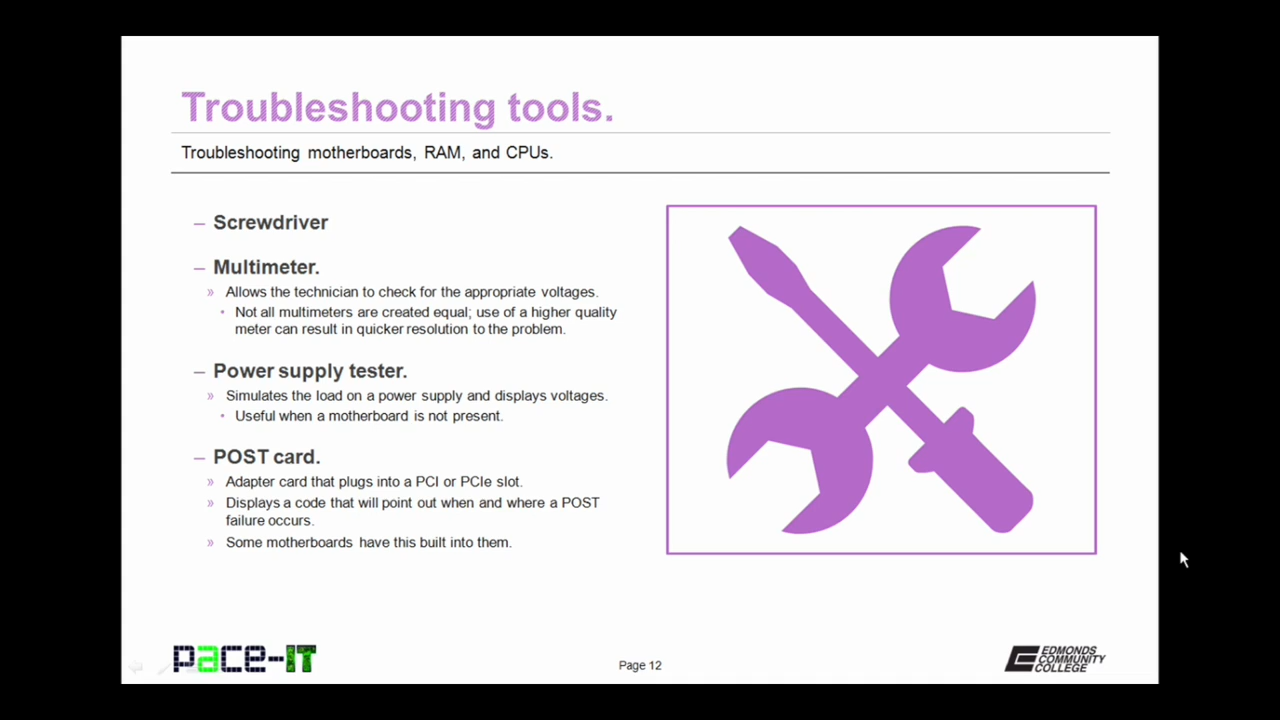 Troubleshooting tools.
Troubleshooting motherboards, RAM, and CPUs.
– Screwdriver
– Multimeter.
» Allows the technician to check for the appropriate voltages.
• Not all multimeters are created equal; use of a higher quality
meter can result in quicker resolution to the problem.
– Power supply tester.
» Simulates the load on a power supply and displays voltages.
• Useful when a motherboard is not present.
– POST card.
» Adapter card that plugs into a PCI or PCIe slot.
» Displays a code that will point out when and where a POST
failure occurs.
» Some motherboards have this built into them.
pace-IT
Page 12
EDMONDS
COMMUNITY
COLLEGE